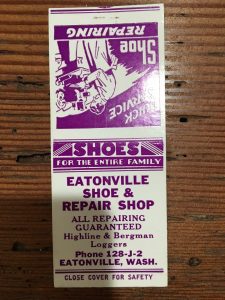 QUICK
SERVICE
Shoe
REPAIRING
SHOES
FOR THE ENTIRE FAMILY
EATONVILLE
SHOE &
REPAIR SHOP
ALL REPAIRING
GUARANTEED
Highline & Bergman
Loggers
Phone 128-J-2
EATONVILLE, WASH.
CLOSE COVER FOR SAFETY